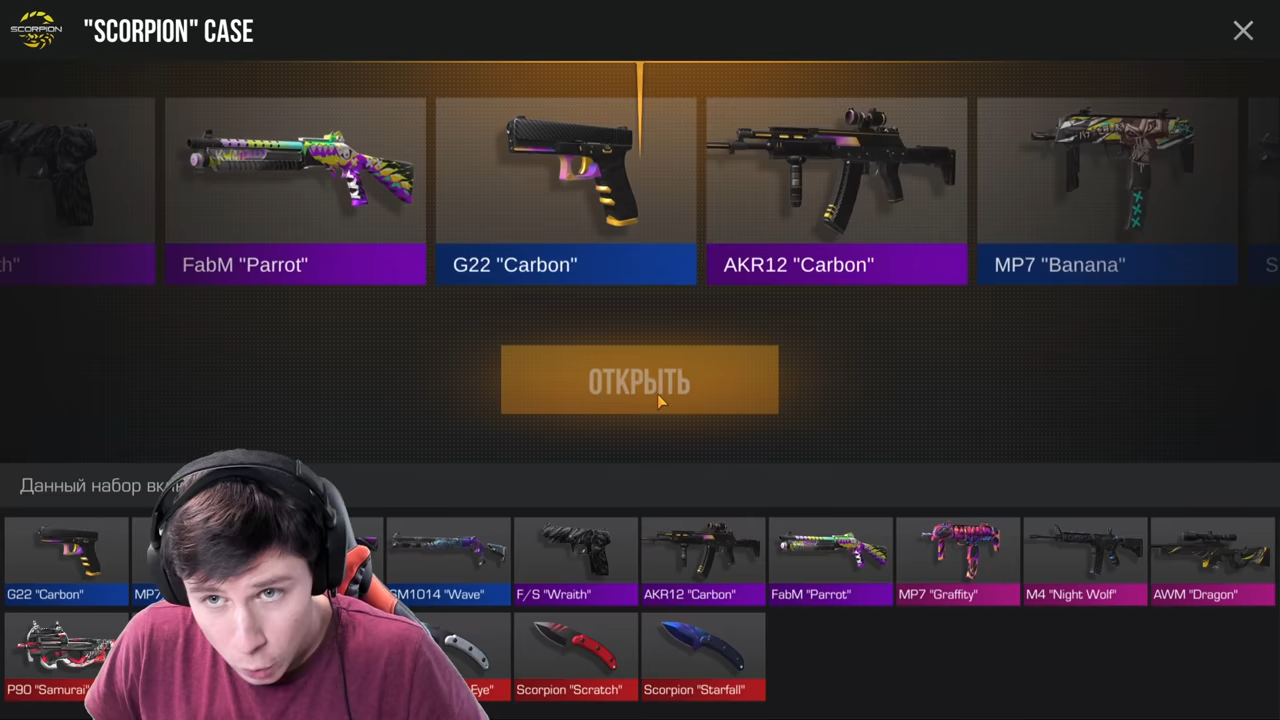 SCORPION
"SCORPION" CASE
th"
FabM "Parrot"
G22 "Carbon"
AKR12 "Carbon"
MP7 "Banana"
S
ОТКРЫТЬ
Данный набор вк
G22 "Carbon"
MP7
SM1014 "Wave"
F/S "Wraith"
AKR12 "Carbon"
FabM "Parrot"
MP7 "Graffity"
M4 "Night Wolf"
AWM "Dragon"
P90 "Samurai"
Eye"
Scorpion "Scratch"
Scorpion "Starfall"